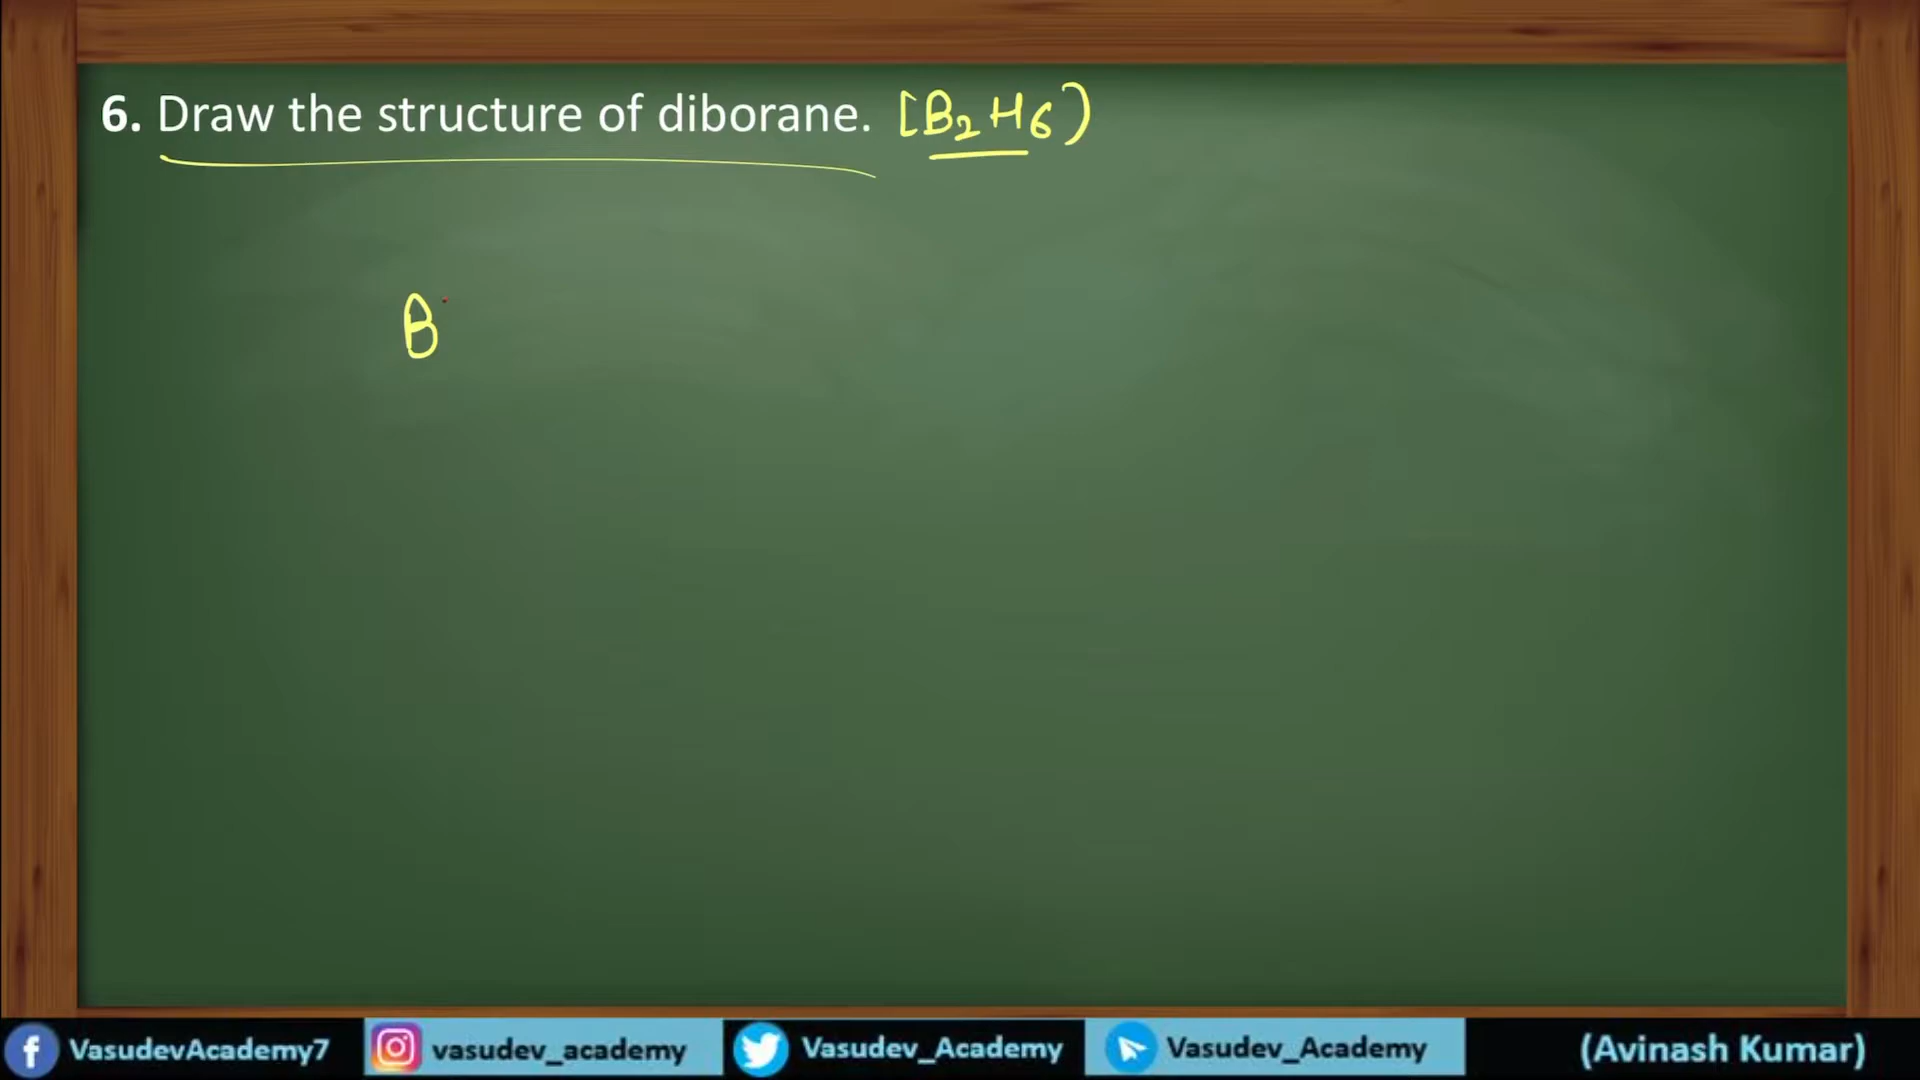 6. Draw the structure of diborane. [B₂H₆)
B
VasudevAcademy7 vasudev_academy Vasudev_Academy Vasudev_Academy (Avinash Kumar)